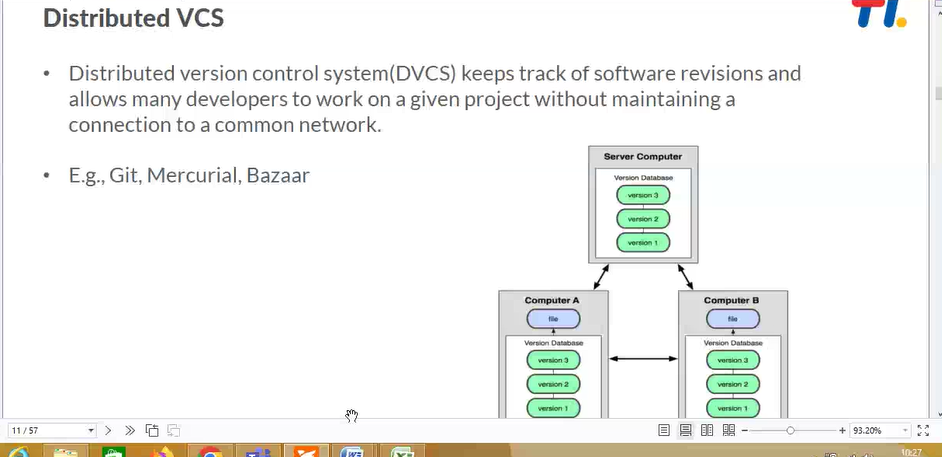 Distributed VCS
• Distributed version control system(DVCS) keeps track of software revisions and
allows many developers to work on a given project without maintaining a
connection to a common network.
• E.g., Git, Mercurial, Bazaar
Server Computer
Version Database
version 3
version 2
version 1
Computer A
file
Version Database
version 3
version 2
version 1
Computer B
file
Version Database
version 3
version 2
version 1
11 / 57
93.20%
10:27